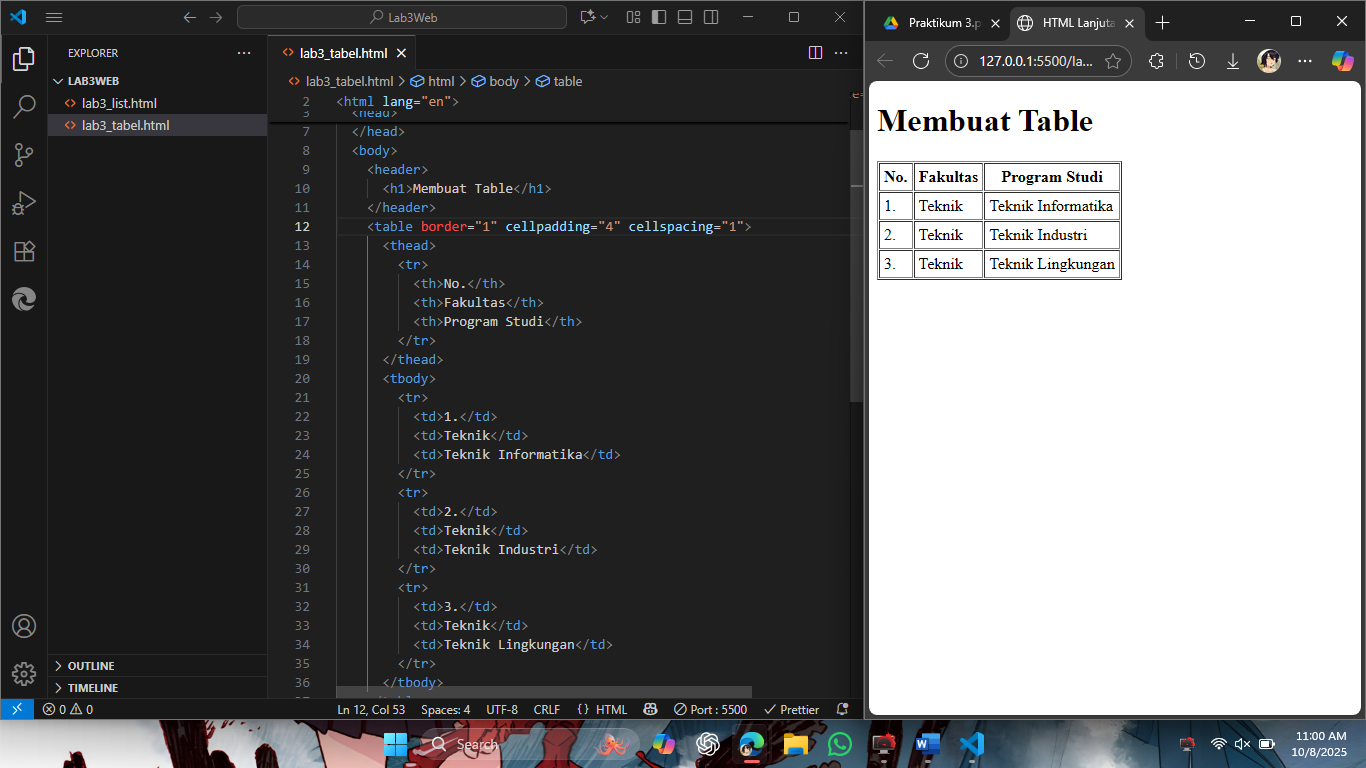 Lab3Web
EXPLORER
LAB3WEB
lab3_list.html
lab3_tabel.html
OUTLINE
TIMELINE
lab3_tabel.html
lab3_tabel.html > html > body > table
2 <html lang="en">
3 <head>
7 </head>
8 <body>
9 <header>
10 <h1>Membuat Table</h1>
11 </header>
12 <table border="1" cellpadding="4" cellspacing="1">
13 <thead>
14 <tr>
15 <th>No.</th>
16 <th>Fakultas</th>
17 <th>Program Studi</th>
18 </tr>
19 </thead>
20 <tbody>
21 <tr>
22 <td>1.</td>
23 <td>Teknik</td>
24 <td>Teknik Informatika</td>
25 </tr>
26 <tr>
27 <td>2.</td>
28 <td>Teknik</td>
29 <td>Teknik Industri</td>
30 </tr>
31 <tr>
32 <td>3.</td>
33 <td>Teknik</td>
34 <td>Teknik Lingkungan</td>
35 </tr>
36 </tbody>
0 0
Ln 12, Col 53 Spaces: 4 UTF-8 CRLF {} HTML Port : 5500 Prettier
Praktikum 3.p
HTML Lanjuta
127.0.0.1:5500/la...
Membuat Table
No. Fakultas Program Studi
1. Teknik Teknik Informatika
2. Teknik Teknik Industri
3. Teknik Teknik Lingkungan
Search
11:00 AM
10/8/2025